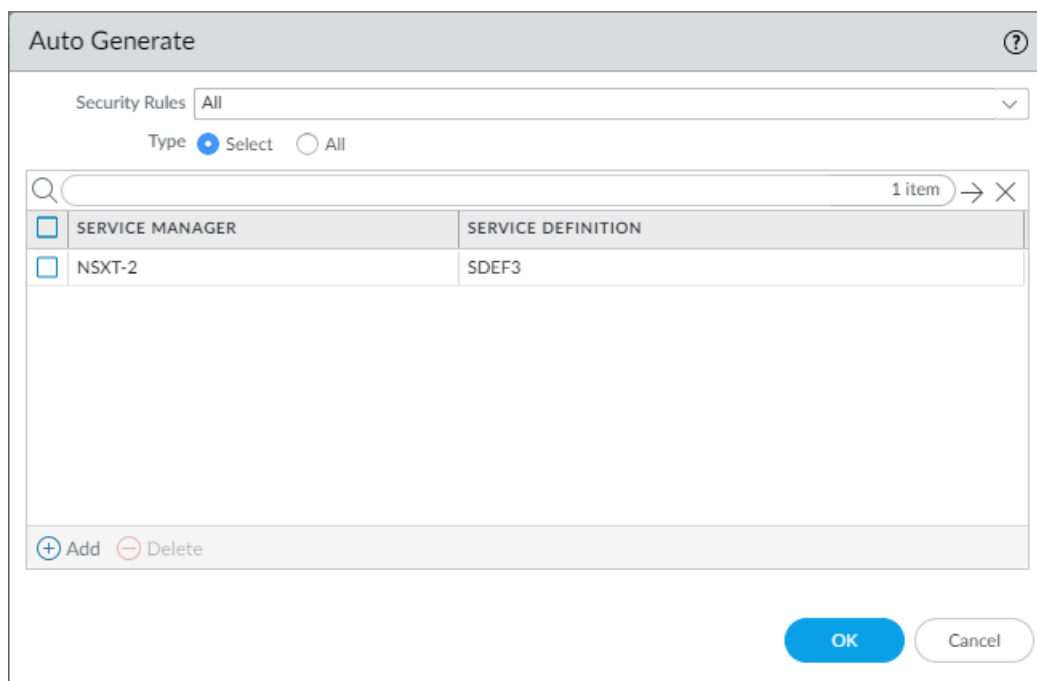 Auto Generate
Security Rules All
Type Select All
1 item
SERVICE MANAGER SERVICE DEFINITION
NSXT-2 SDEF3
Add Delete
OK Cancel